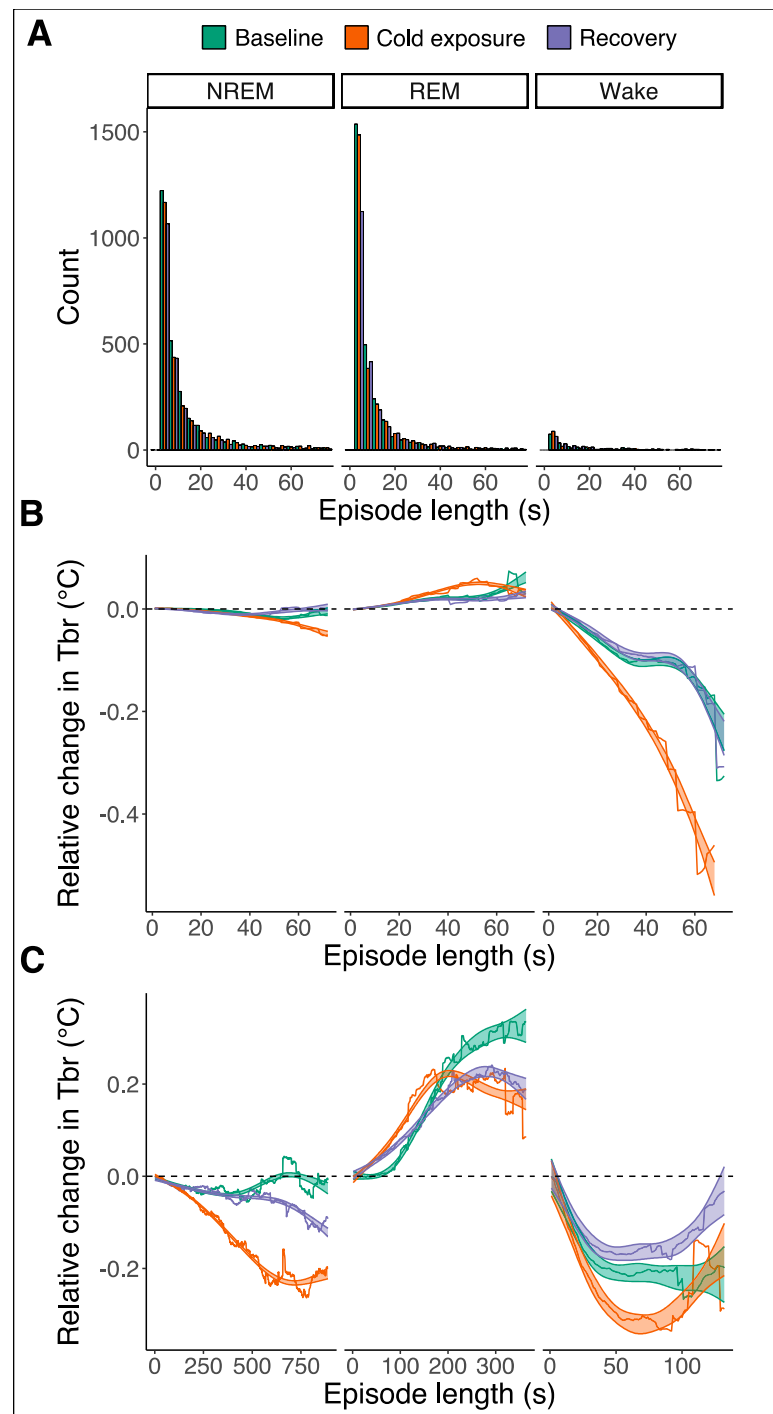 A
Baseline Cold exposure Recovery
NREM REM Wake
1500
1000
500
0
Count
0 20 40 60 0 20 40 60 0 20 40 60
Episode length (s)
B
0.0
-0.2
-0.4
Relative change in Tbr (°C)
0 20 40 60 0 20 40 60 0 20 40 60
Episode length (s)
C
0.2
0.0
-0.2
Relative change in Tbr (°C)
0 250 500 750 0 100 200 300 0 50 100
Episode length (s)